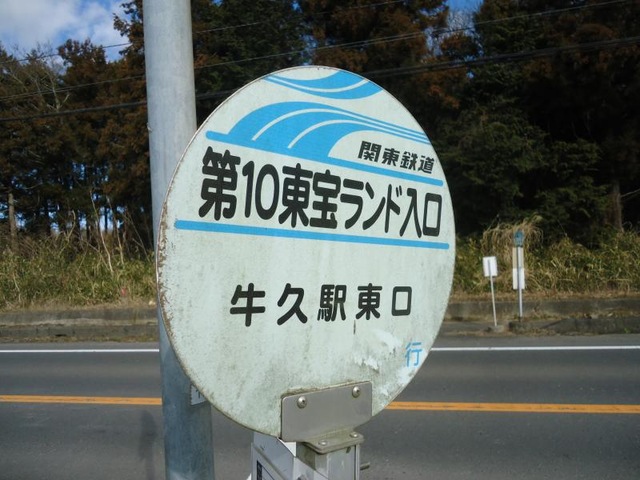 関東鉄道
第10東宝ランド入口
牛久駅東口
行